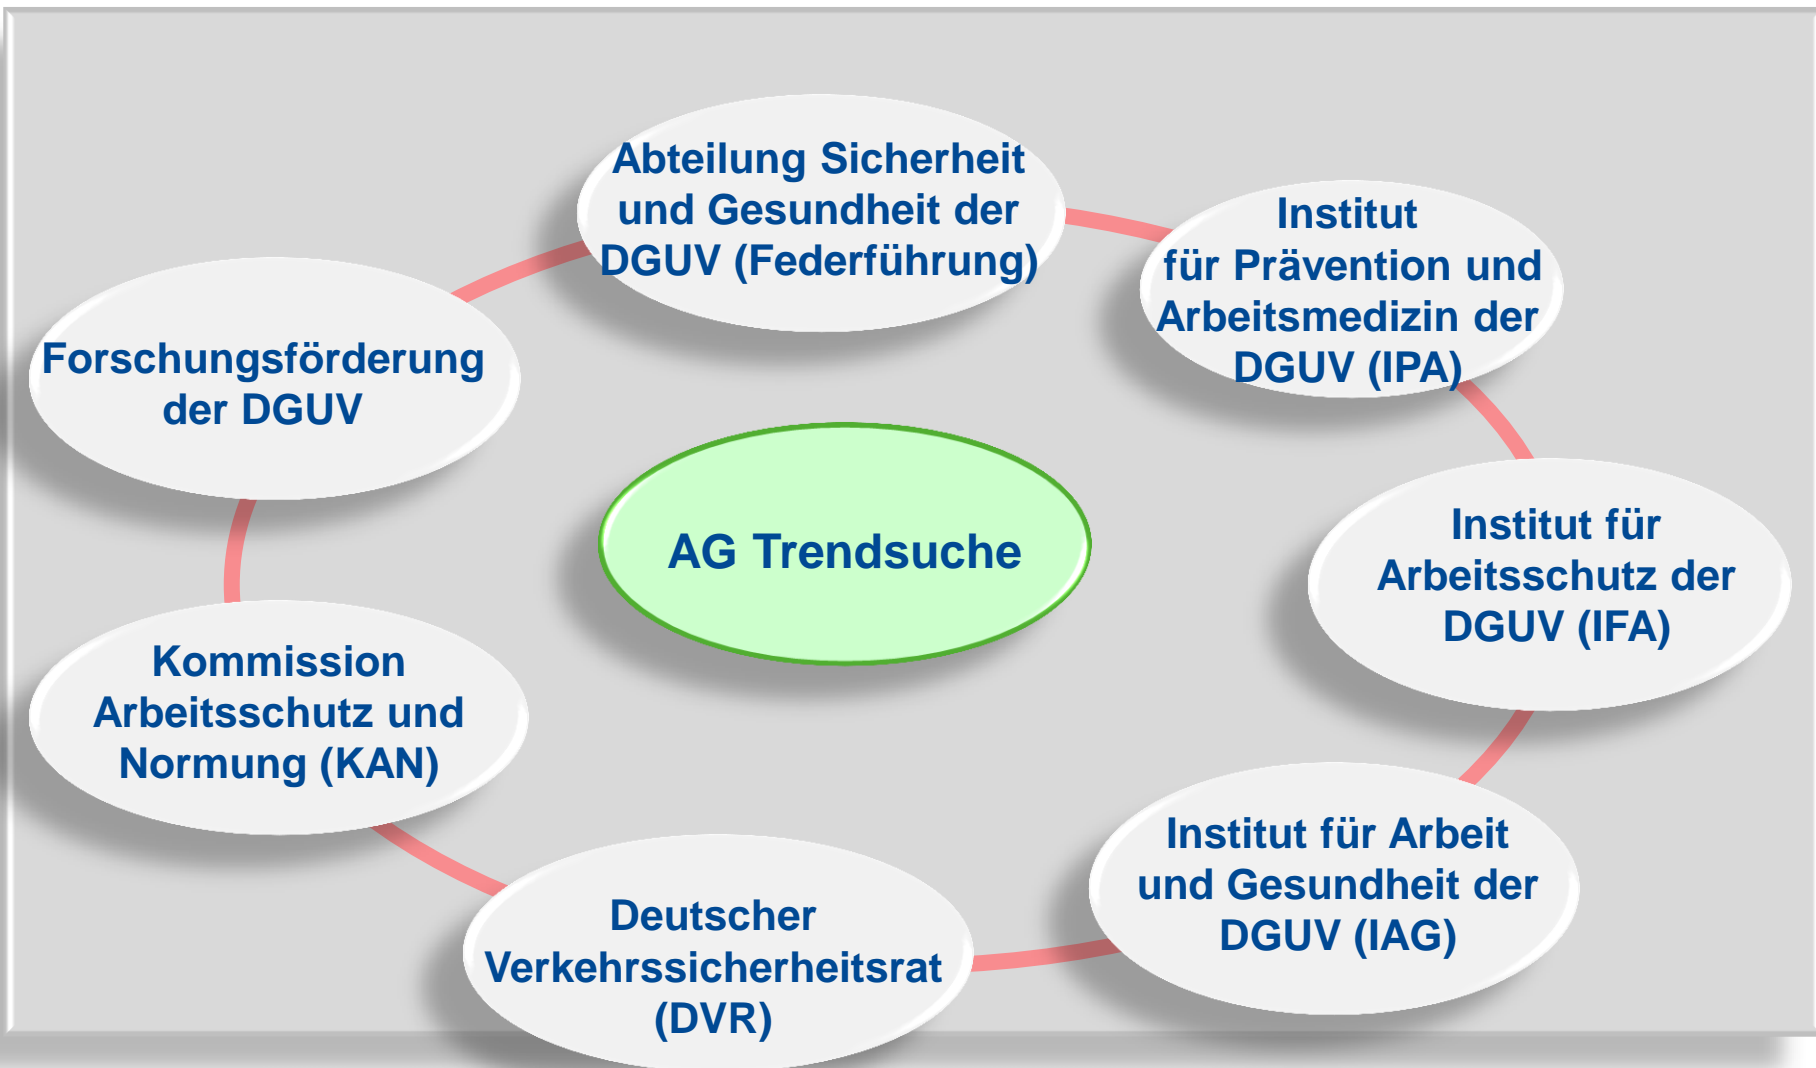 Abteilung Sicherheit
und Gesundheit der
DGUV (Federführung)
Institut
für Prävention und
Arbeitsmedizin der
DGUV (IPA)
Institut für
Arbeitsschutz der
DGUV (IFA)
Institut für Arbeit
und Gesundheit der
DGUV (IAG)
Deutscher
Verkehrssicherheitsrat
(DVR)
Kommission
Arbeitsschutz und
Normung (KAN)
Forschungsförderung
der DGUV
AG Trendsuche